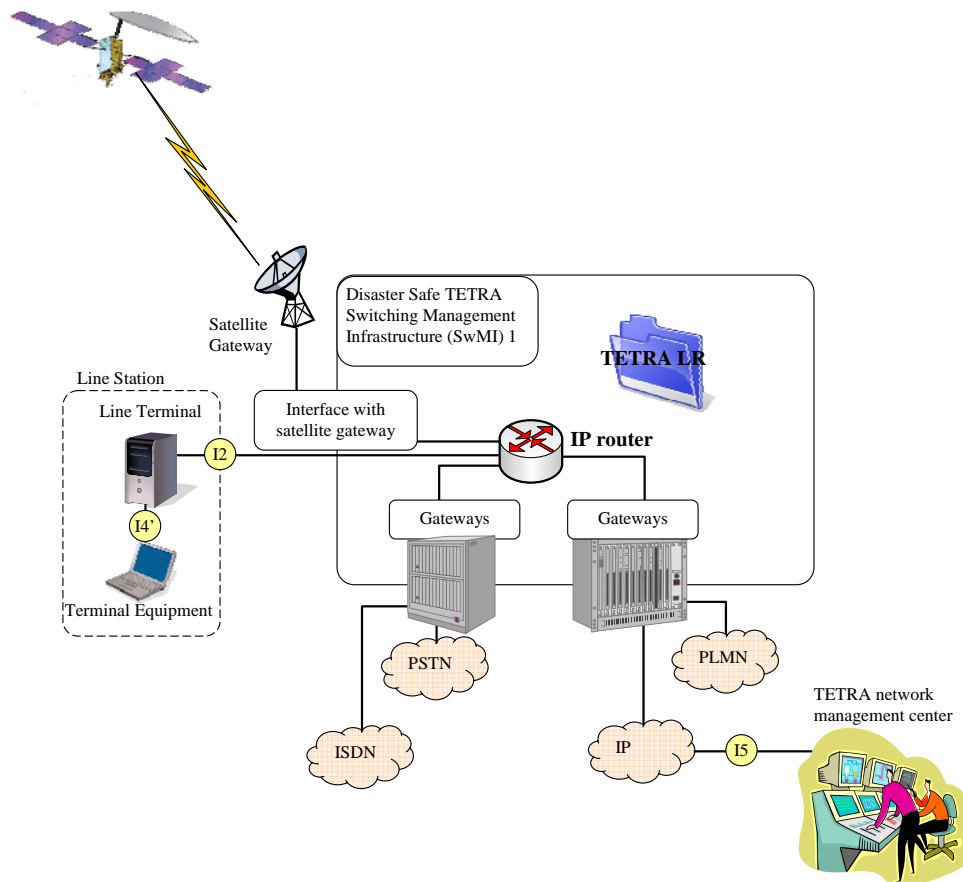 Disaster Safe TETRA
Switching Management
Infrastructure (SwMI) 1
Satellite
Gateway
TETRA LR
Line Station
Line Terminal
Interface with
satellite gateway
IP router
I2
Gateways
Gateways
I4’
Terminal Equipment
PSTN
PLMN
TETRA network
management center
ISDN
IP
I5